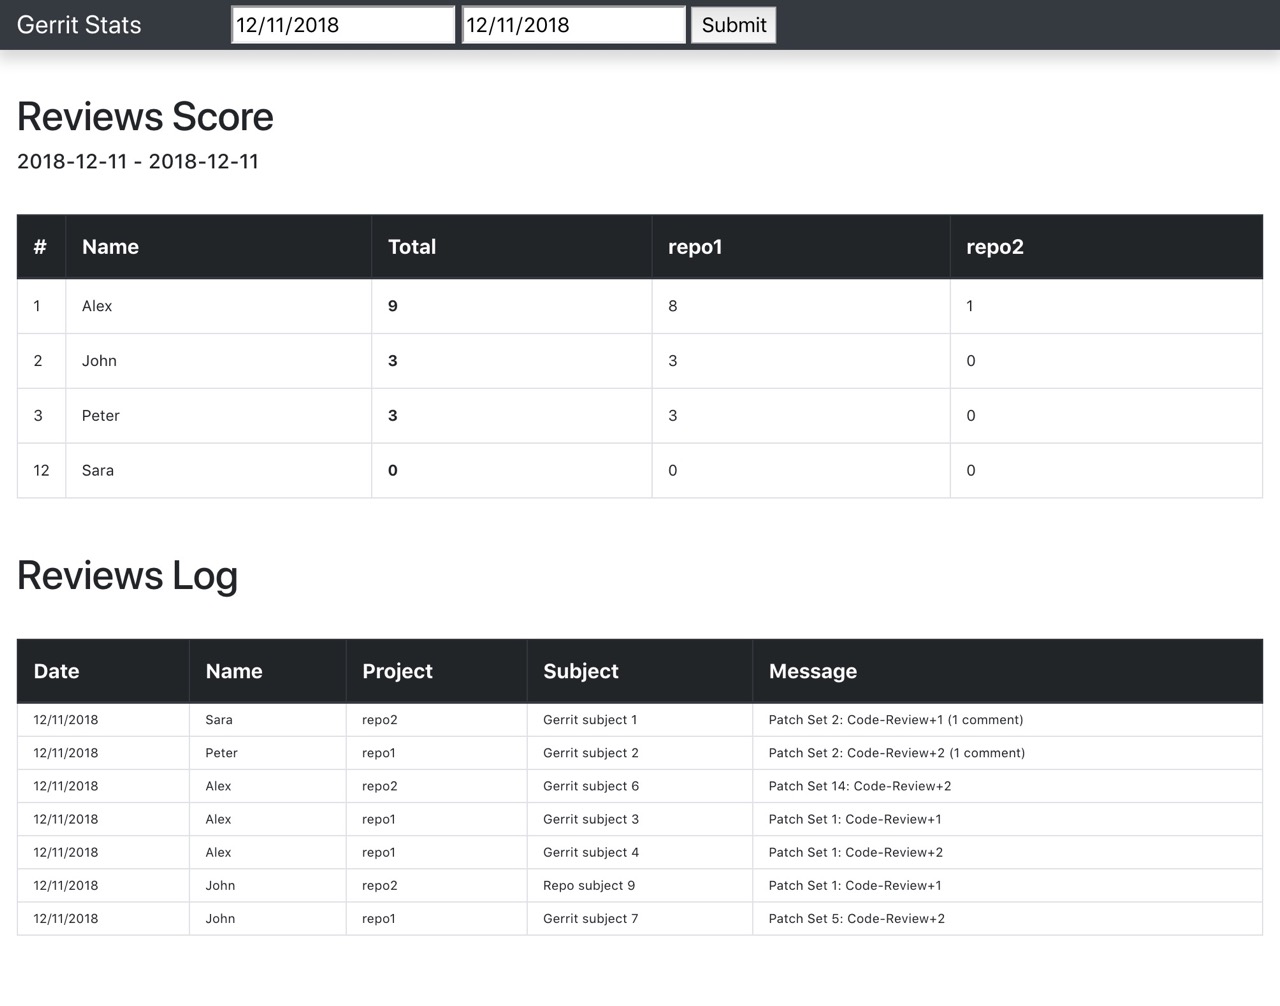 Gerrit Stats 12/11/2018 12/11/2018 Submit
Reviews Score
2018-12-11 - 2018-12-11
# Name Total repo1 repo2
1 Alex 9 8 1
2 John 3 3 0
3 Peter 3 3 0
12 Sara 0 0 0
Reviews Log
Date Name Project Subject Message
12/11/2018 Sara repo2 Gerrit subject 1 Patch Set 2: Code-Review+1 (1 comment)
12/11/2018 Peter repo1 Gerrit subject 2 Patch Set 2: Code-Review+2 (1 comment)
12/11/2018 Alex repo2 Gerrit subject 6 Patch Set 14: Code-Review+2
12/11/2018 Alex repo1 Gerrit subject 3 Patch Set 1: Code-Review+1
12/11/2018 Alex repo1 Gerrit subject 4 Patch Set 1: Code-Review+2
12/11/2018 John repo2 Repo subject 9 Patch Set 1: Code-Review+1
12/11/2018 John repo1 Gerrit subject 7 Patch Set 5: Code-Review+2